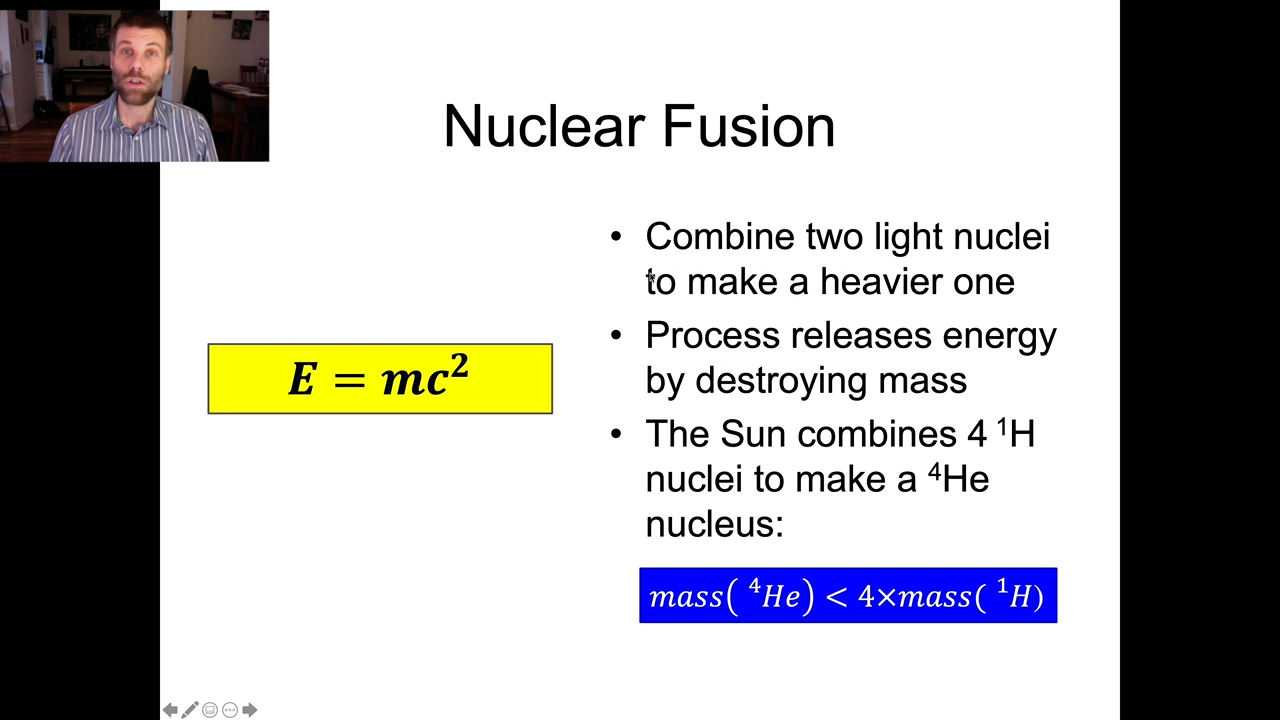 Nuclear Fusion
• Combine two light nuclei
to make a heavier one
• Process releases energy
by destroying mass
• The Sun combines 4 ¹H
nuclei to make a ⁴He
nucleus:
E = mc²
mass( ⁴He) < 4×mass( ¹H)